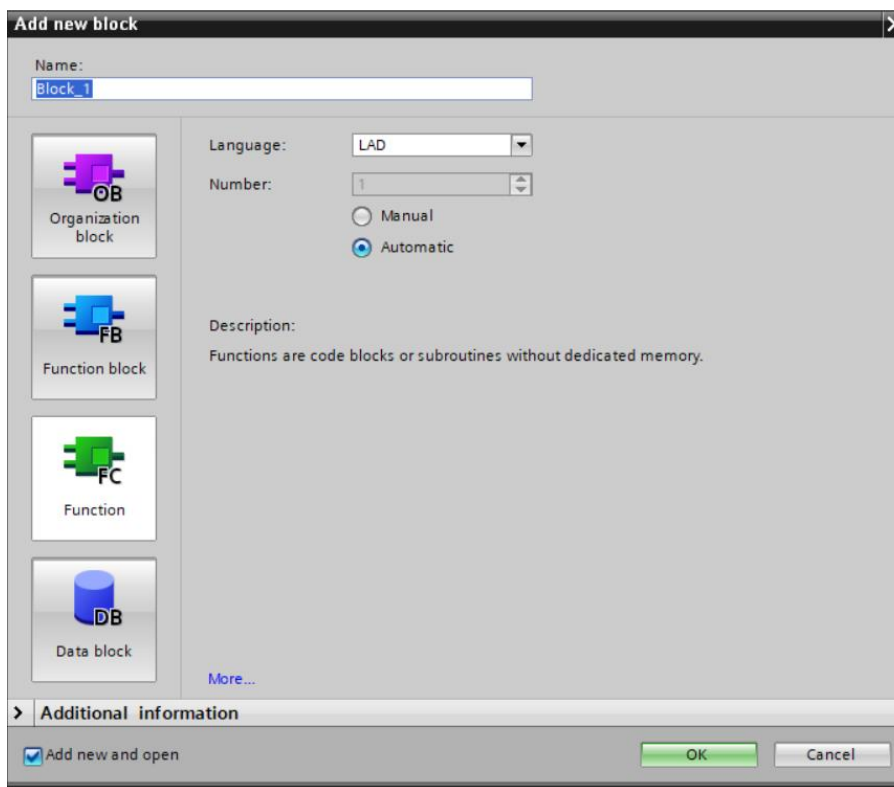 Add new block
Name:
Block_1
OB
Organization
block
FB
Function block
FC
Function
DB
Data block
Language:
LAD
Number:
1
Manual
Automatic
Description:
Functions are code blocks or subroutines without dedicated memory.
More...
Additional information
Add new and open
OK
Cancel